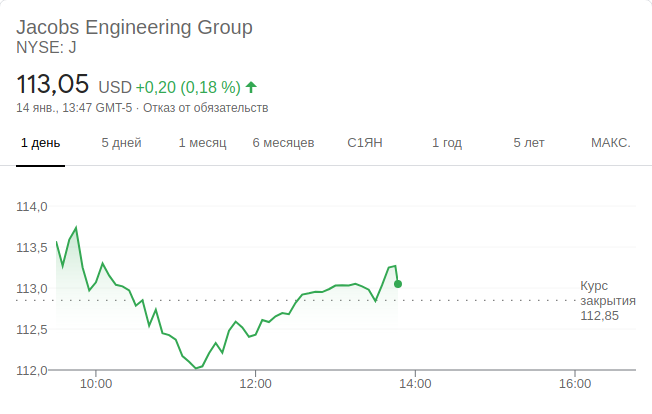 Jacobs Engineering Group
NYSE: J
113,05 USD +0,20 (0,18 %)
14 янв., 13:47 GMT-5 · Отказ от обязательств
1 день 5 дней 1 месяц 6 месяцев С1ЯН 1 год 5 лет МАКС.
114,0
113,5
113,0
112,5
112,0
Курс
закрытия
112,85
10:00 12:00 14:00 16:00